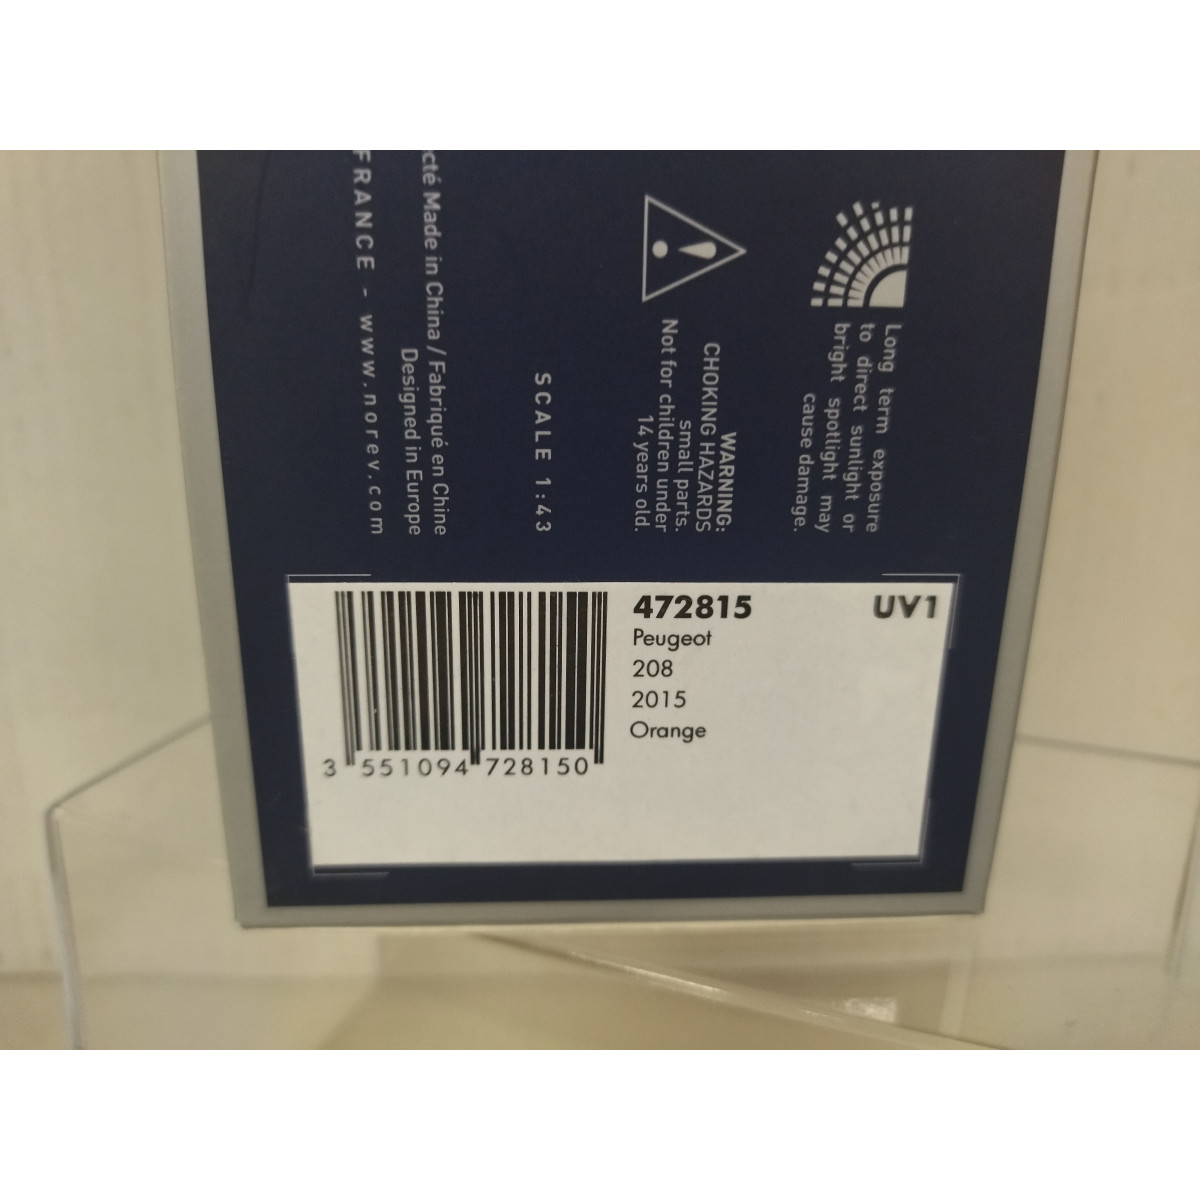 Long term exposure
to direct sunlight or
bright spotlight may
cause damage.
WARNING:
CHOKING HAZARDS
small parts.
Not for children under
14 years old.
SCALE 1:43
Made in China / Fabriqué en Chine
Designed in Europe
FRANCE - www.norev.com
472815
UV1
Peugeot
208
2015
Orange
3 551094 728150